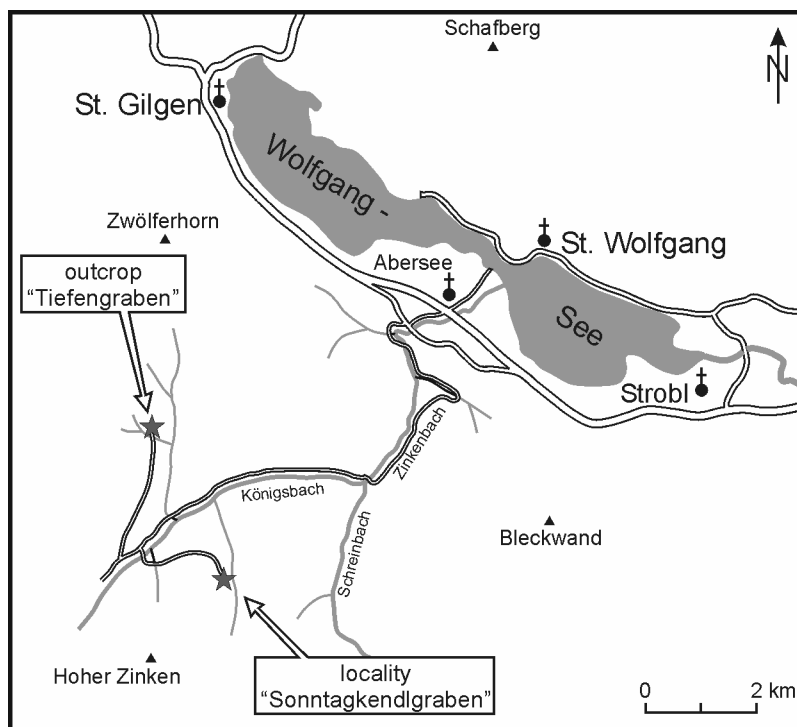 Schafberg
N
St. Gilgen
Wolfgang -
Zwölferhorn
St. Wolfgang
outcrop
"Tiefengraben"
Abersee
See
Strobl
Zinkenbach
Königsbach
Schreinbach
Bleckwand
Hoher Zinken
locality
"Sonntagkendlgraben"
0 2 km